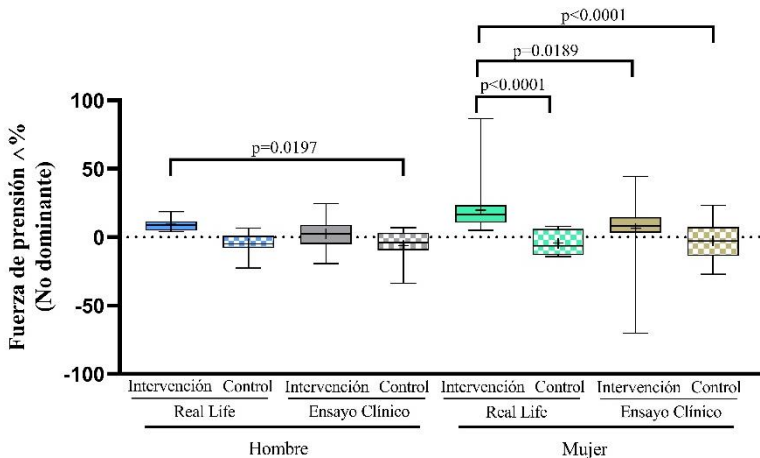 p<0.0001
p=0.0189
p<0.0001
p=0.0197
Fuerza de prensión ^%
(No dominante)
100
50
0
-50
-100
Intervención Control Intervención Control Intervención Control Intervención Control
Real Life Ensayo Clínico Real Life Ensayo Clínico
Hombre Mujer